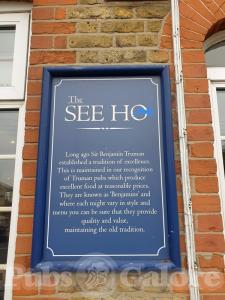 The
SEE HO
Long ago Sir Benjamin Truman
established a tradition of excellence.
This is maintained in our recognition
of Truman pubs which produce
excellent food at reasonable prices.
They are known as 'Benjamins' and
where each might vary in style and
menu you can be sure that they provide
quality and value,
maintaining the old tradition.
Pubs Galore